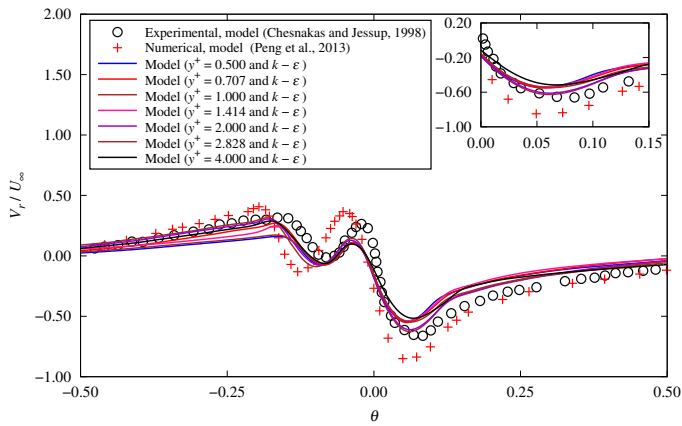 2.00
1.50
1.00
0.50
0.00
−0.50
−1.00
V_r / U_∞
−0.50
−0.25
0.00
0.25
0.50
θ
Experimental, model (Chesnakas and Jessup, 1998)
Numerical, model (Peng et al., 2013)
Model (y⁺ = 0.500 and k − ε)
Model (y⁺ = 0.707 and k − ε)
Model (y⁺ = 1.000 and k − ε)
Model (y⁺ = 1.414 and k − ε)
Model (y⁺ = 2.000 and k − ε)
Model (y⁺ = 2.828 and k − ε)
Model (y⁺ = 4.000 and k − ε)
0.20
−0.20
−0.60
−1.00
0.00
0.05
0.10
0.15